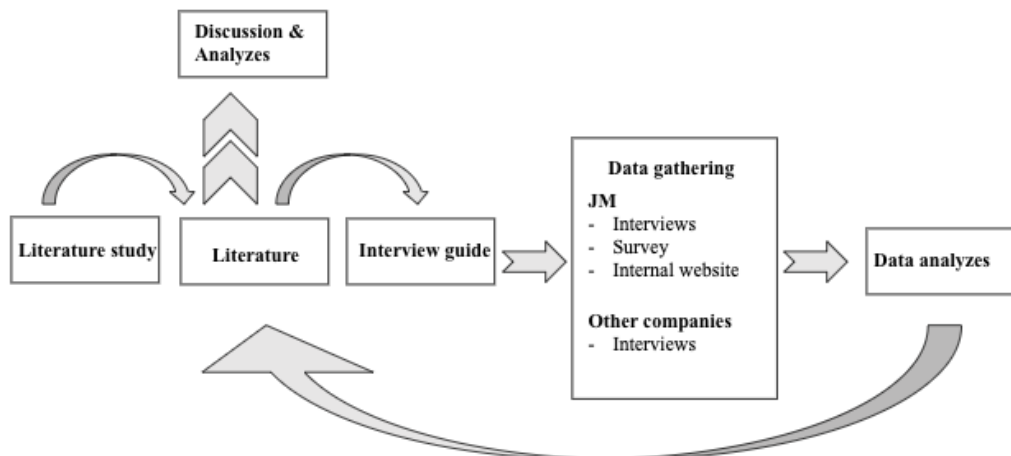 Discussion &
Analyzes
Literature study
Literature
Interview guide
Data gathering
JM
- Interviews
- Survey
- Internal website
Other companies
- Interviews
Data analyzes